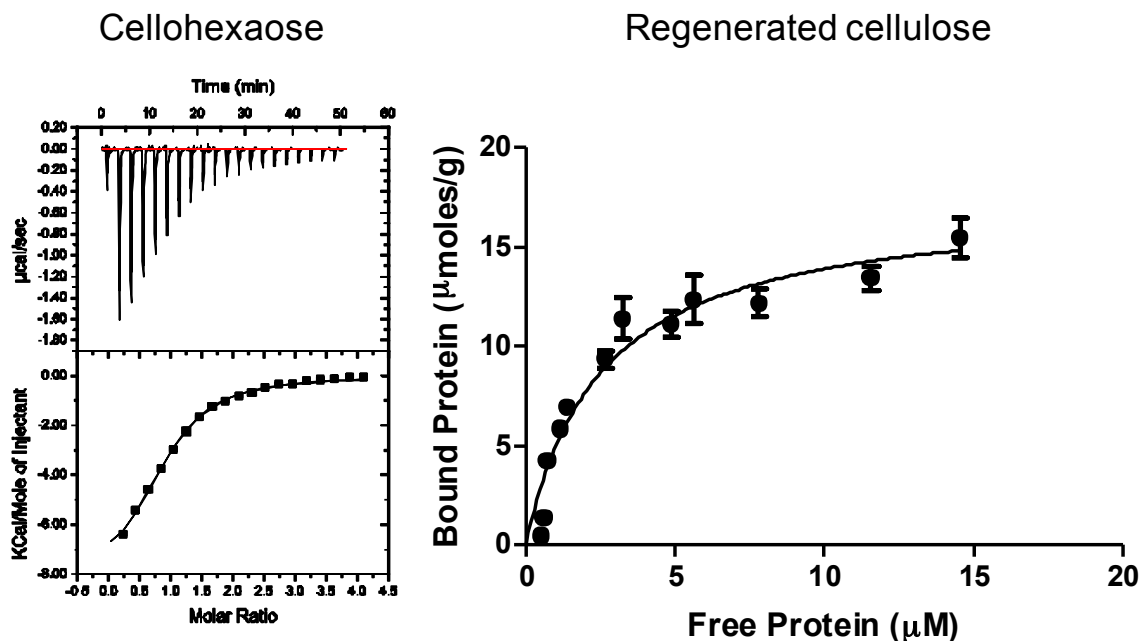 Cellohexaose
Regenerated cellulose
Time (min)
0 10 20 30 40 50 60
0.20
0.00
-0.20
-0.40
-0.60
-0.80
-1.00
-1.20
-1.40
-1.60
-1.80
µcal/sec
0.00
-2.00
-4.00
-6.00
-8.00
KCal/Mole of Injectant
-0.5 0.0 0.5 1.0 1.5 2.0 2.5 3.0 3.5 4.0 4.5
Molar Ratio
20
15
10
5
0
Bound Protein (μmoles/g)
0 5 10 15 20
Free Protein (μM)